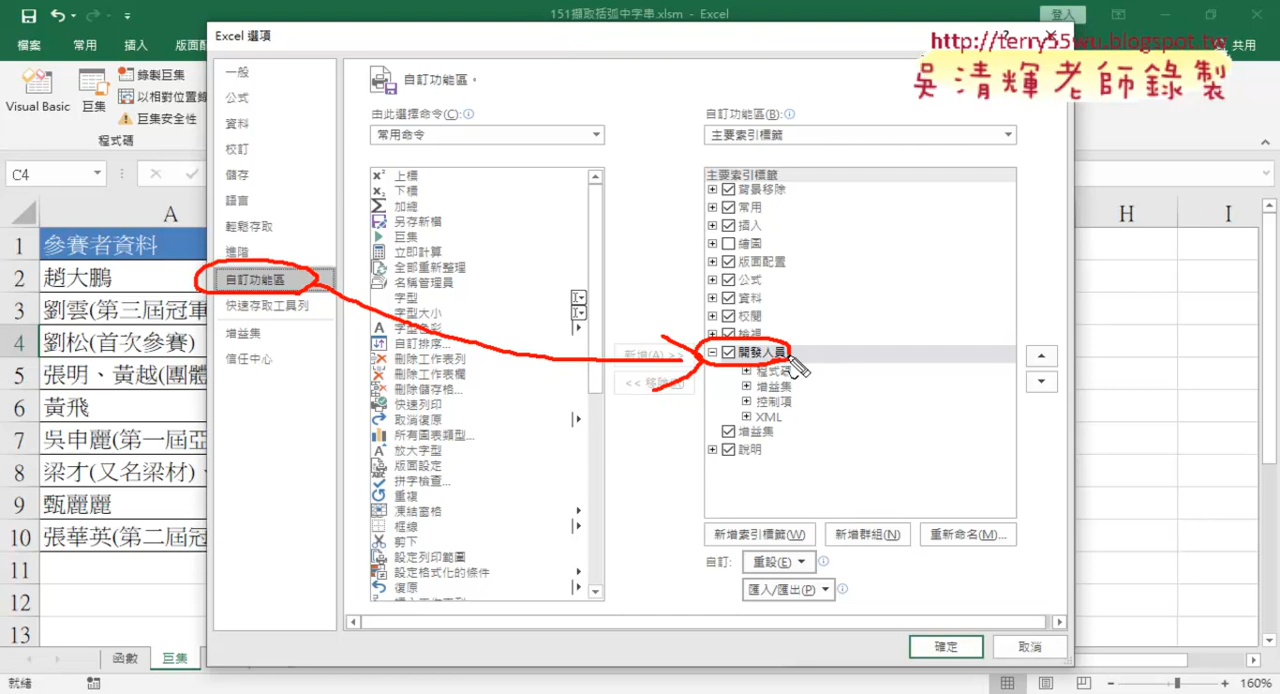 151擷取括弧中字串.xlsm - Excel
登入
檔案
常用
插入
版面配
共用
http://terry55wu.blogspot.tw
吳清輝老師錄製
Visual Basic
巨集
錄製巨集
以相對位置錄
巨集安全性
程式碼
C4
A
H
I
1 參賽者資料
2 趙大鵬
3 劉雲(第三屆冠軍
4 劉松(首次參賽)
5 張明、黃越(團體
6 黃飛
7 吳申麗(第一屆亞
8 梁才(又名梁材)、
9 甄麗麗
10 張華英(第二屆冠
11
12
13
函數
巨集
就緒
160%
Excel 選項
一般
公式
資料
校訂
儲存
語言
輕鬆存取
進階
自訂功能區
快速存取工具列
增益集
信任中心
自訂功能區。
由此選擇命令(C):
常用命令
上標
下標
加總
另存新檔
巨集
立即計算
全部重新整理
名稱管理員
字型
字型大小
字型色彩
自訂排序...
刪除工作表列
刪除工作表欄
刪除儲存格...
快速列印
取消復原
所有圖表類型...
放大字型
版面設定
拼字檢查...
重複
凍結窗格
框線
剪下
設定列印範圍
設定格式化的條件
復原
新增(A) >>
<< 移除(R)
自訂功能區(B):
主要索引標籤
主要索引標籤
背景移除
常用
插入
繪圖
版面配置
公式
資料
校閱
檢視
開發人員
程式碼
增益集
控制項
XML
增益集
說明
新增索引標籤(W)
新增群組(N)
重新命名(M)...
自訂:
重設(E)
匯入/匯出(P)
確定
取消